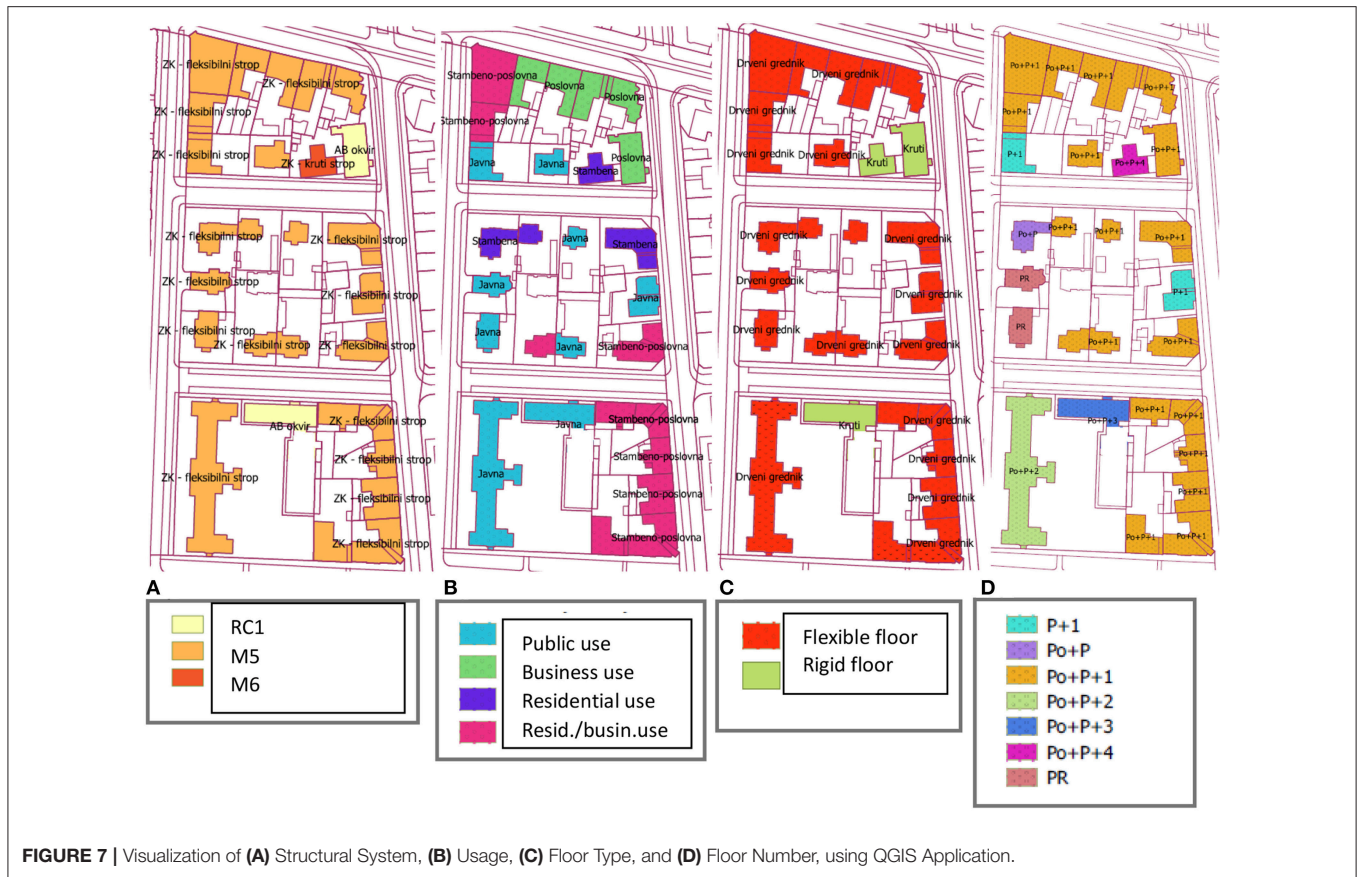 ZK - fleksibilni strop
ZK - fleksibilni strop
ZK - fleksibilni strop
ZK - fleksibilni strop
AB okvir
ZK - kruti strop
ZK - fleksibilni strop
ZK - fleksibilni strop
ZK - fleksibilni strop
ZK - fleksibilni strop
ZK - fleksibilni strop
ZK - fleksibilni strop
ZK - fleksibilni strop
AB okvir
ZK - fleksibilni strop
ZK - fleksibilni strop
ZK - fleksibilni strop
ZK - fleksibilni strop
ZK - fleksibilni strop
Stambeno-poslovna
Poslovna
Poslovna
Stambeno-poslovna
Poslovna
Javna
Javna
Stambena
Stambena
Javna
Stambena
Javna
Javna
Javna
Javna
Stambeno-poslovna
Javna
Stambeno-poslovna
Stambeno-poslovna
Javna
Stambeno-poslovna
Stambeno-poslovna
Drveni grednik
Drveni grednik
Drveni grednik
Drveni grednik
Drveni grednik
Kruti
Kruti
Drveni grednik
Drveni grednik
Drveni grednik
Drveni grednik
Drveni grednik
Drveni grednik
Drveni grednik
Kruti
Drveni grednik
Drveni grednik
Drveni grednik
Drveni grednik
Drveni grednik
Po+P+1
Po+P+1
Po+P+1
Po+P+1
Po+P+1
P+1
Po+P+1
Po+P+4
Po+P+1
Po+P
Po+P+1
Po+P+1
Po+P+1
PR
P+1
PR
Po+P+1
Po+P+1
Po+P+3
Po+P+1
Po+P+1
Po+P+1
Po+P+2
Po+P+1
Po+P+1
Po+P+1
A
RC1
M5
M6
B
Public use
Business use
Residential use
Resid./busin.use
C
Flexible floor
Rigid floor
D
P+1
Po+P
Po+P+1
Po+P+2
Po+P+3
Po+P+4
PR
FIGURE 7 | Visualization of (A) Structural System, (B) Usage, (C) Floor Type, and (D) Floor Number, using QGIS Application.